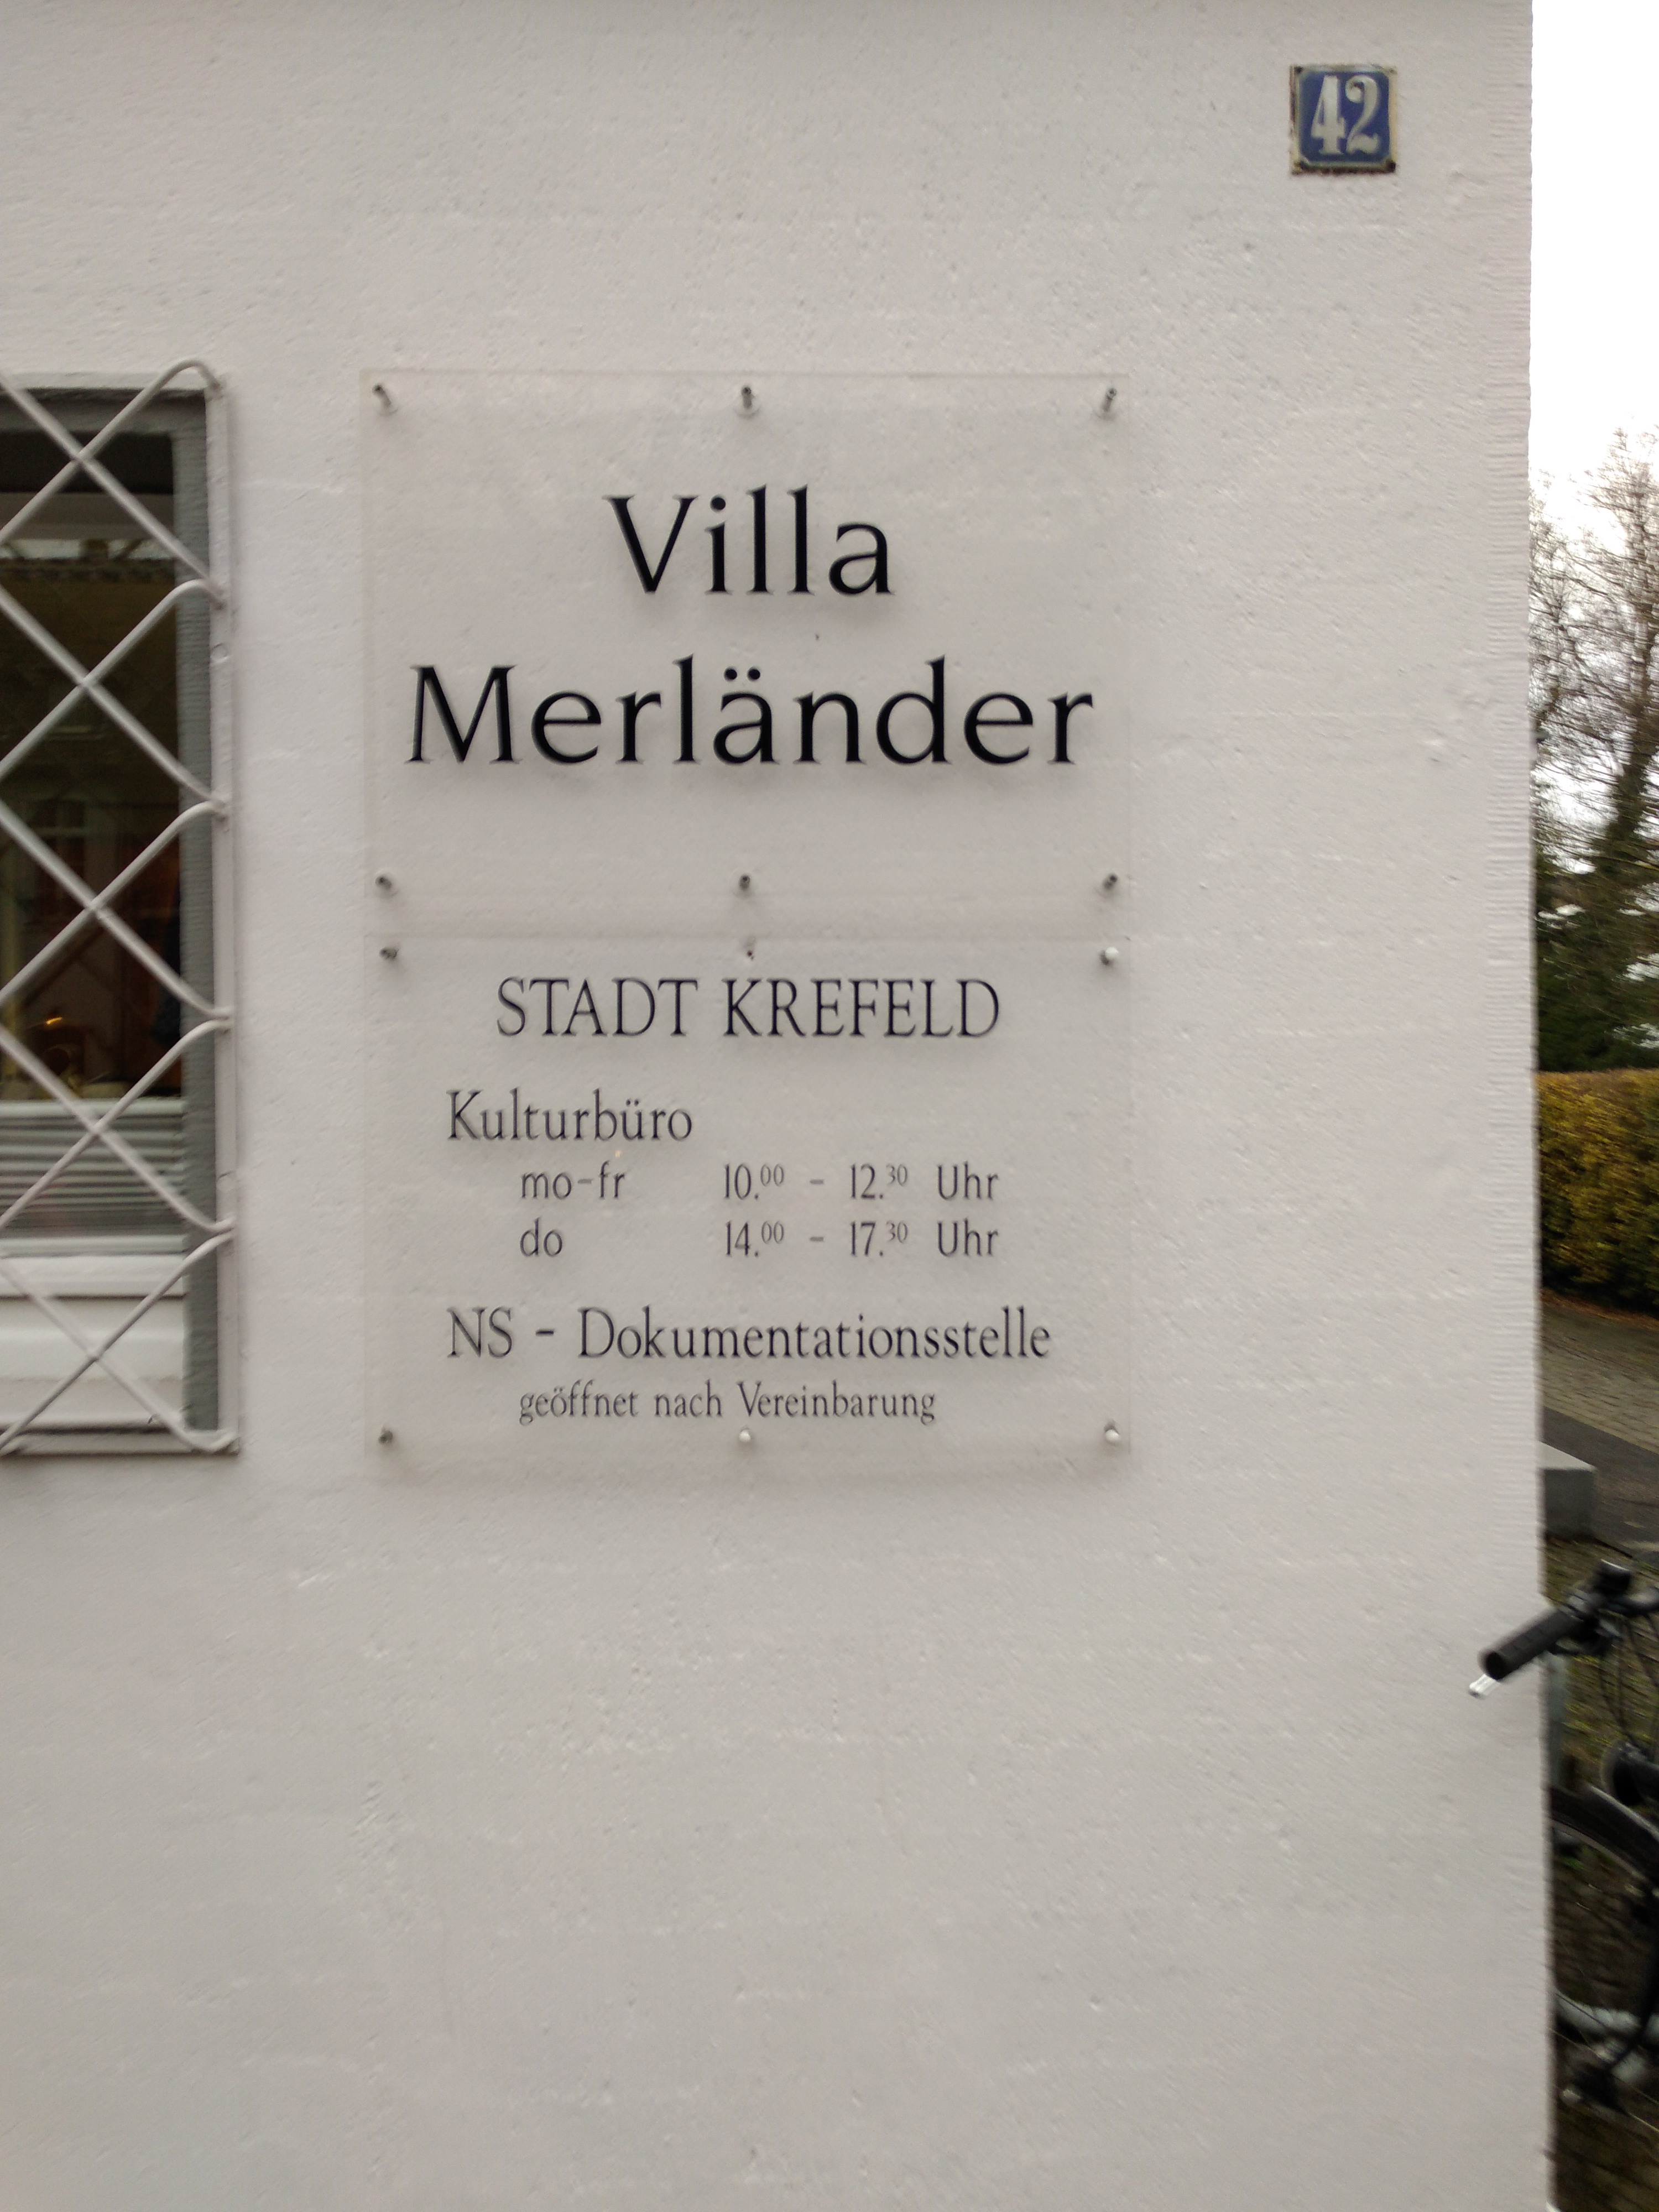 42
Villa
Merländer
STADT KREFELD
Kulturbüro
mo-fr 10.00 - 12.30 Uhr
do 14.00 - 17.30 Uhr
NS - Dokumentationsstelle
geöffnet nach Vereinbarung